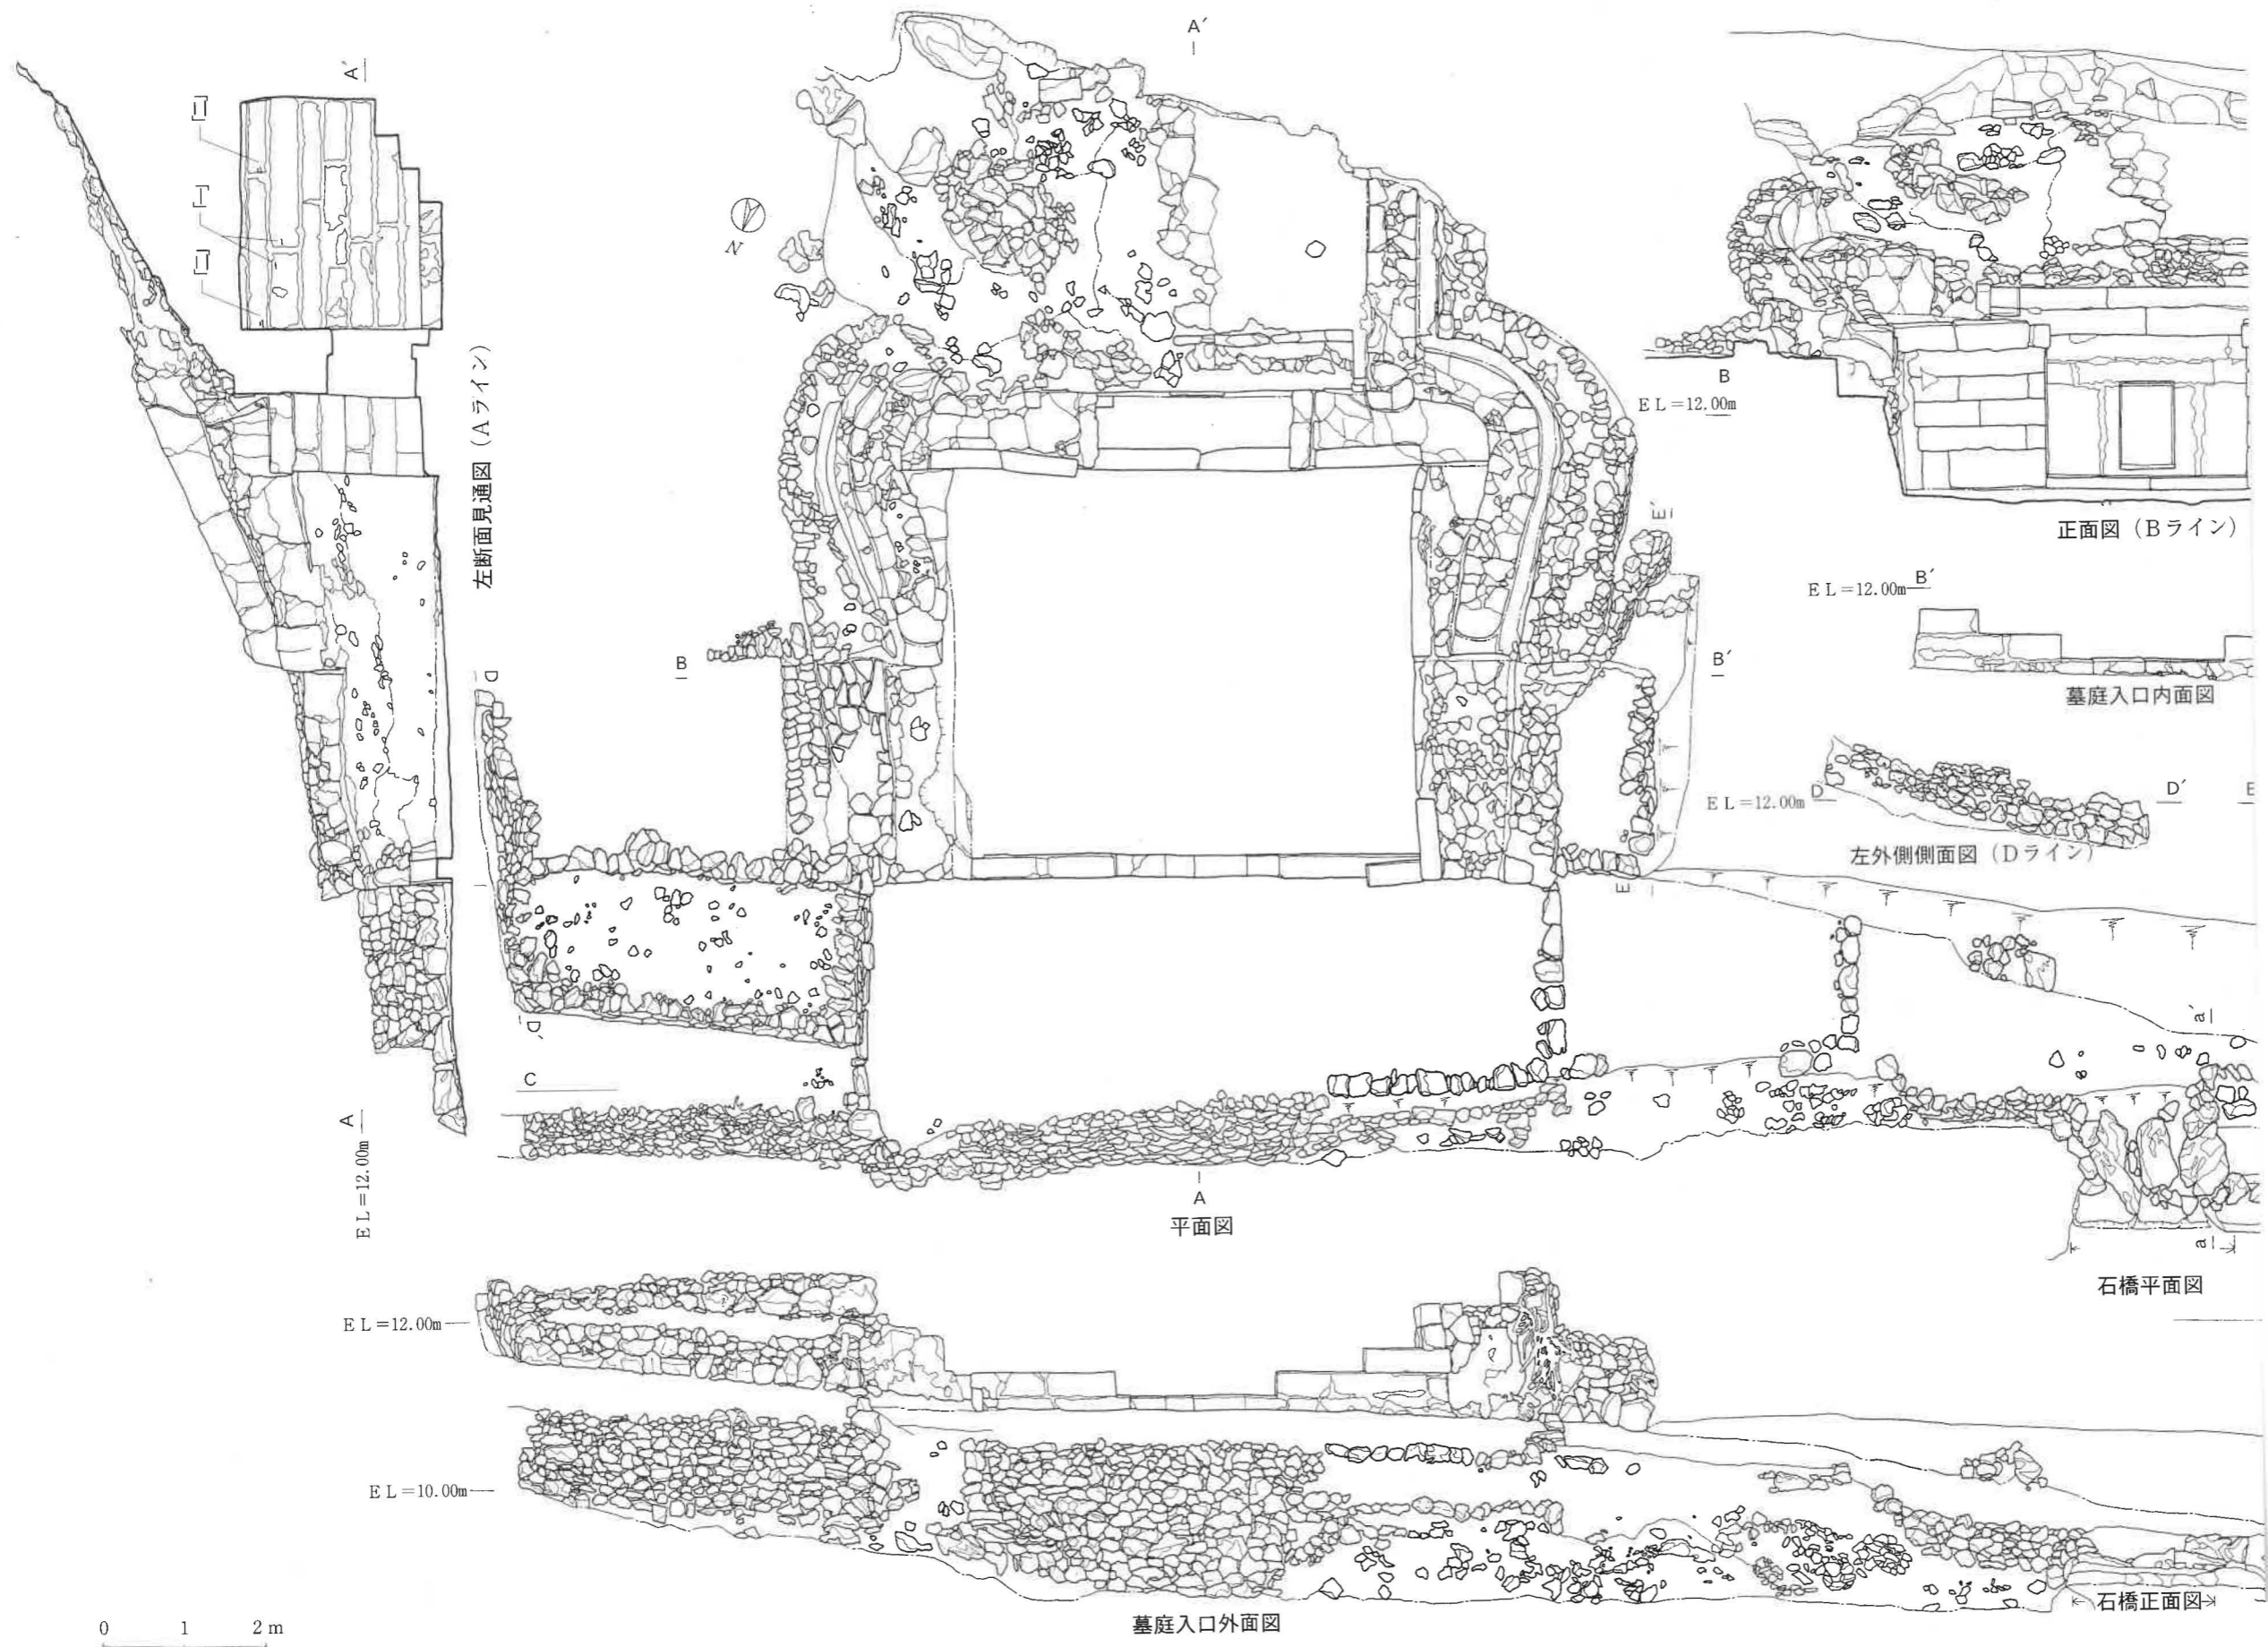 A′
A′
左断面見通図（Aライン）
N
B
EL=12.00m
正面図（Bライン）
EL=12.00m B′
墓庭入口内面図
E′
B
B′
D
EL=12.00m D
D′
E
左外側側面図（Dライン）
E
D′
C
a′
A
EL=12.00m
A
平面図
a
石橋平面図
EL=12.00m
EL=10.00m
石橋正面図
墓庭入口外面図
0 1 2m